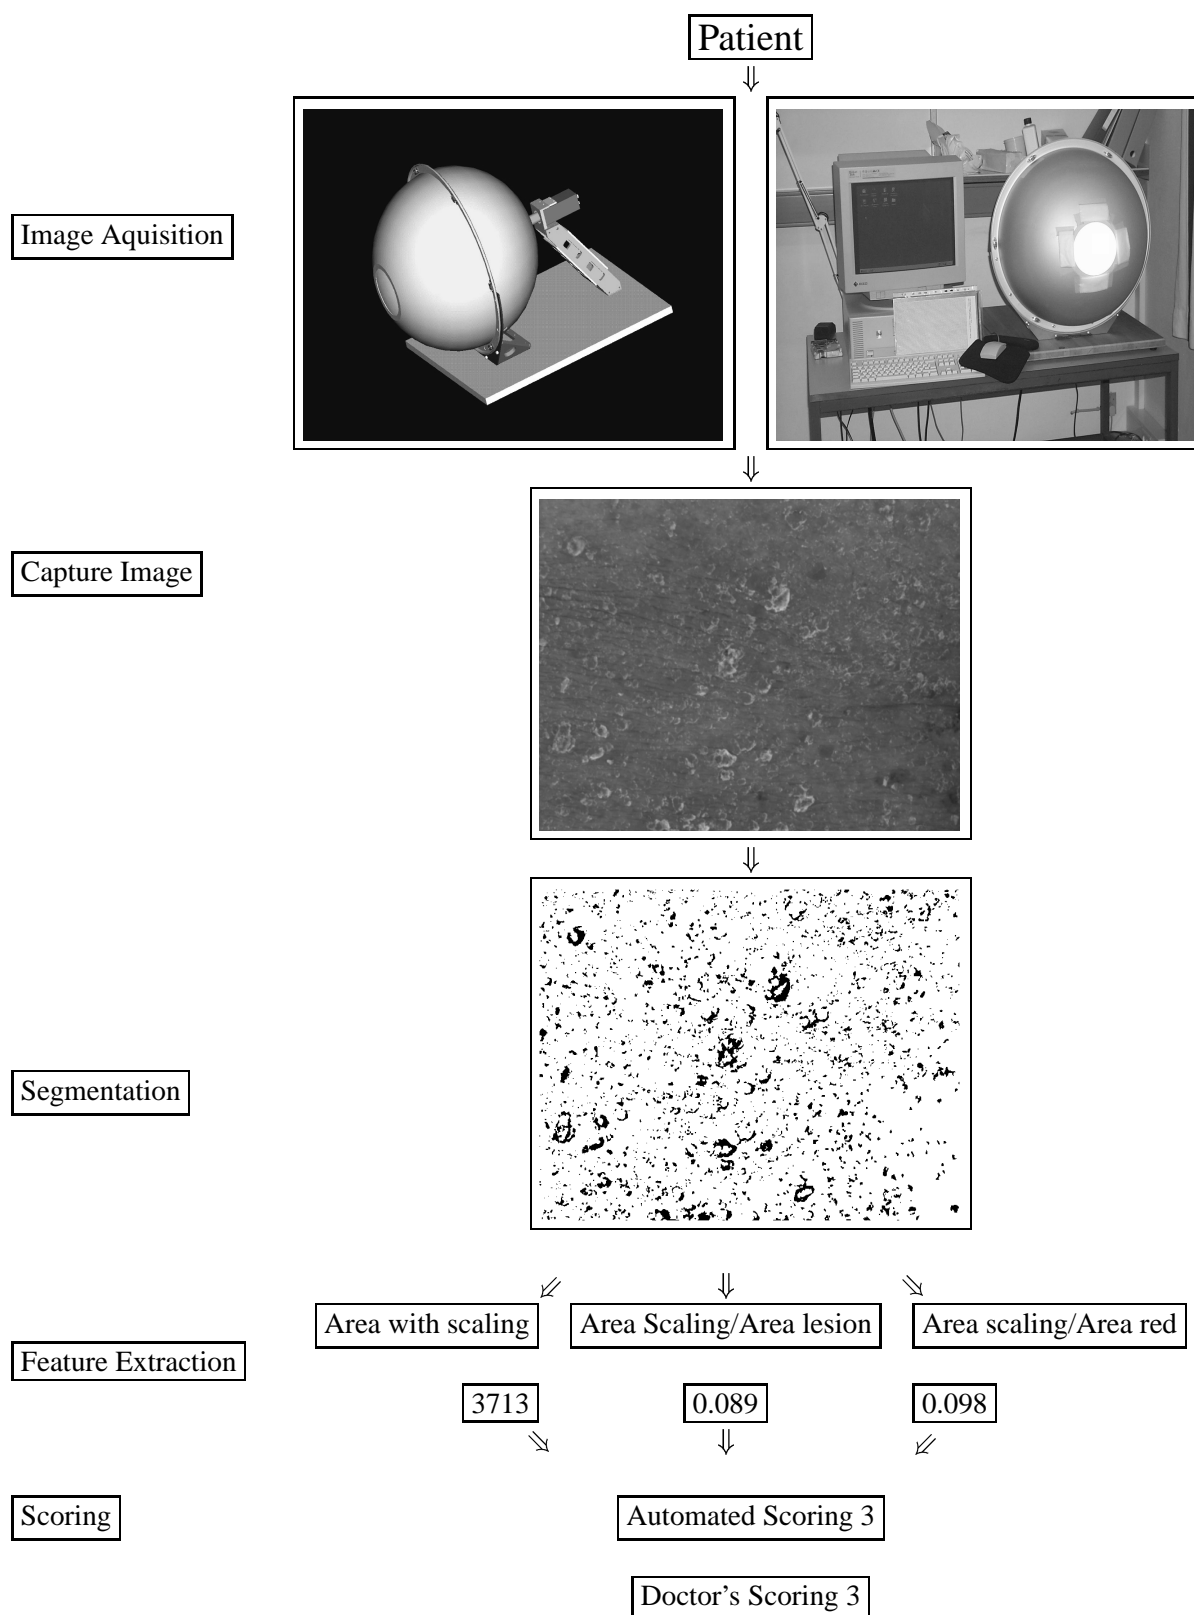 Patient
Image Aquisition
Capture Image
Segmentation
Area with scaling
Area Scaling/Area lesion
Area scaling/Area red
Feature Extraction
3713
0.089
0.098
Scoring
Automated Scoring 3
Doctor's Scoring 3